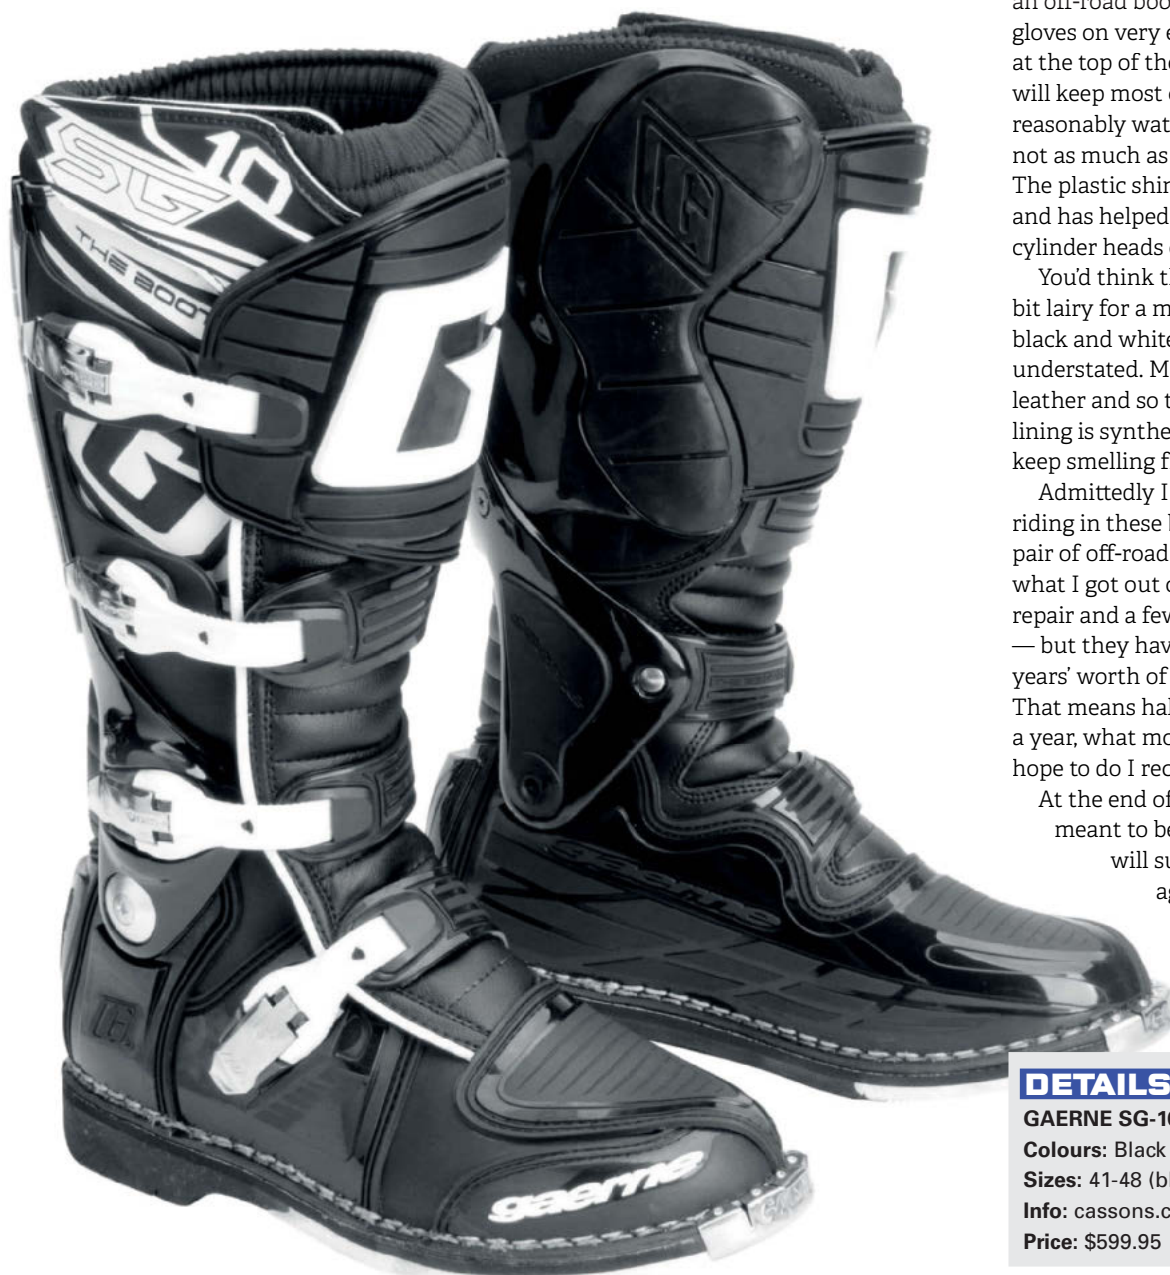 an off-road boo
gloves on very e
at the top of the
will keep most
reasonably wat
not as much as
The plastic shin
and has helped
cylinder heads
You'd think th
bit lairy for a m
black and white
understated. M
leather and so t
lining is synthe
keep smelling f
Admittedly I
riding in these
pair of off-road
what I got out o
repair and a few
— but they hav
years' worth of
That means hal
a year, what mo
hope to do I rec
At the end of
meant to be
will su
ag
SG
10
THE BOOT
G
gaerne
gaerne
DETAILS
GAERNE SG-10
Colours: Black
Sizes: 41-48 (bl
Info: cassons.c
Price: $599.95